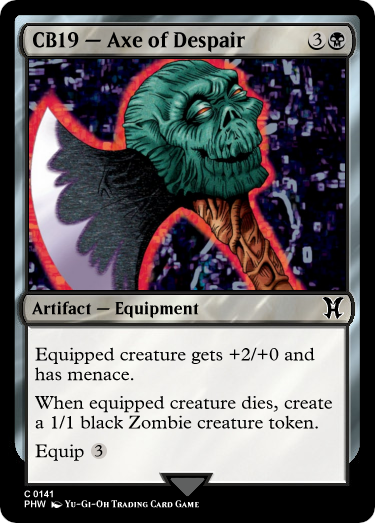 CB19 — Axe of Despair 3
Artifact — Equipment
Equipped creature gets +2/+0 and
has menace.
When equipped creature dies, create
a 1/1 black Zombie creature token.
Equip 3
C 0141
PHW Yu-Gi-Oh Trading Card Game